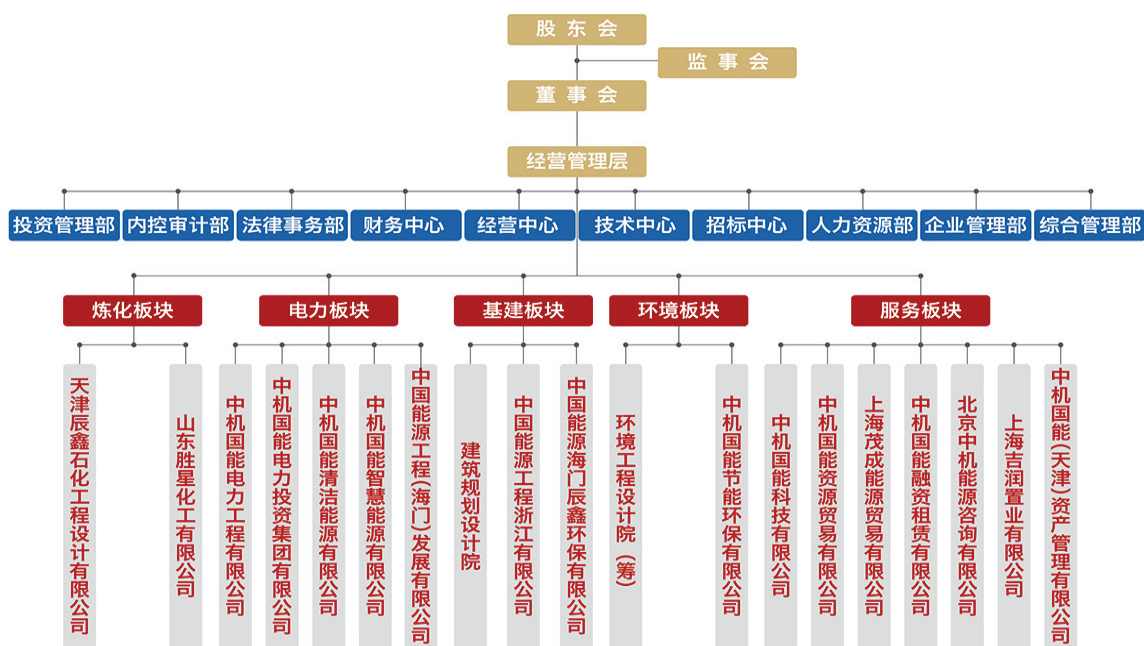 股东会
监事会
董事会
经营管理层
投资管理部
内控审计部
法律事务部
财务中心
经营中心
技术中心
招标中心
人力资源部
企业管理部
综合管理部
炼化板块
电力板块
基建板块
环境板块
服务板块
天津辰鑫石化工程设计有限公司
山东胜星化工有限公司
中机国能电力工程有限公司
中机国能电力投资集团有限公司
中机国能清洁能源有限公司
中机国能智慧能源有限公司
中国能源工程(海门)发展有限公司
建筑规划设计院
中国能源工程浙江有限公司
中国能源海门辰鑫环保有限公司
环境工程设计院(筹)
中机国能节能环保有限公司
中机国能科技有限公司
中机国能资源贸易有限公司
上海茂成能源贸易有限公司
中机国能融资租赁有限公司
北京中机能源咨询有限公司
上海吉润置业有限公司
中机国能(天津)资产管理有限公司